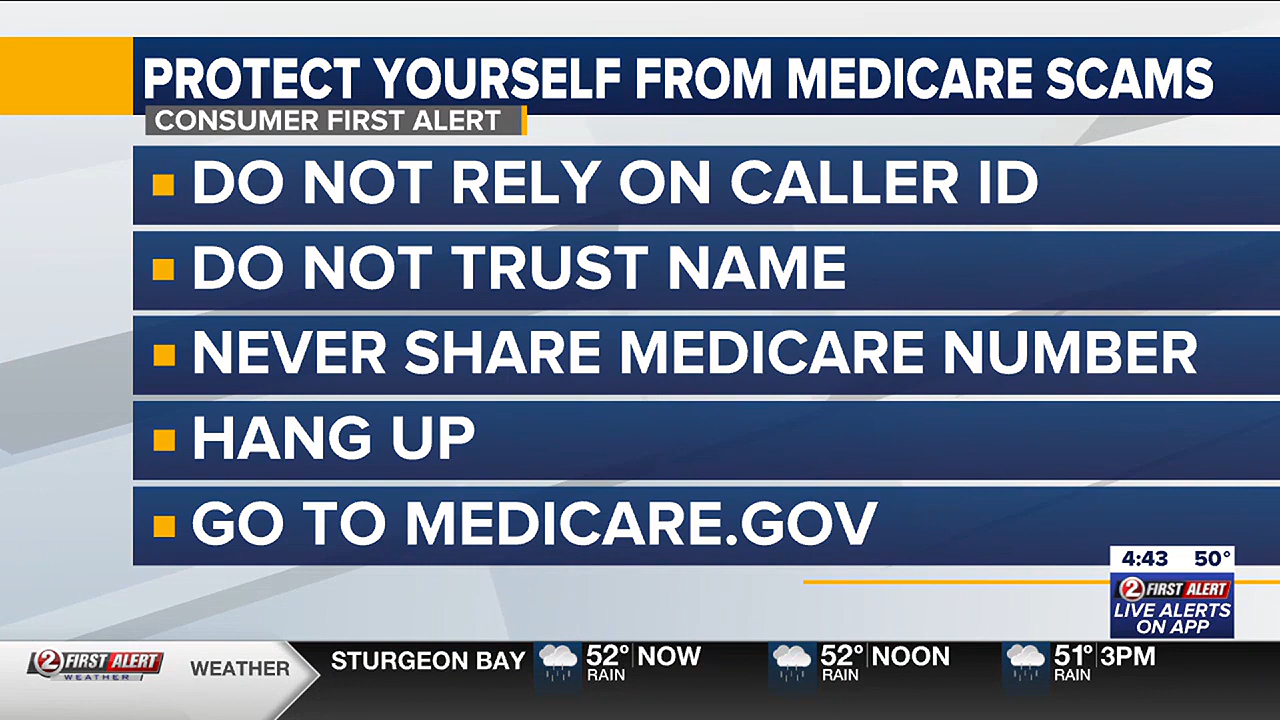 PROTECT YOURSELF FROM MEDICARE SCAMS
CONSUMER FIRST ALERT
DO NOT RELY ON CALLER ID
DO NOT TRUST NAME
NEVER SHARE MEDICARE NUMBER
HANG UP
GO TO MEDICARE.GOV
4:43 50°
2 FIRST ALERT
LIVE ALERTS
ON APP
2 FIRST ALERT
WEATHER
WEATHER
STURGEON BAY
52° NOW
RAIN
52° NOON
RAIN
51° 3PM
RAIN